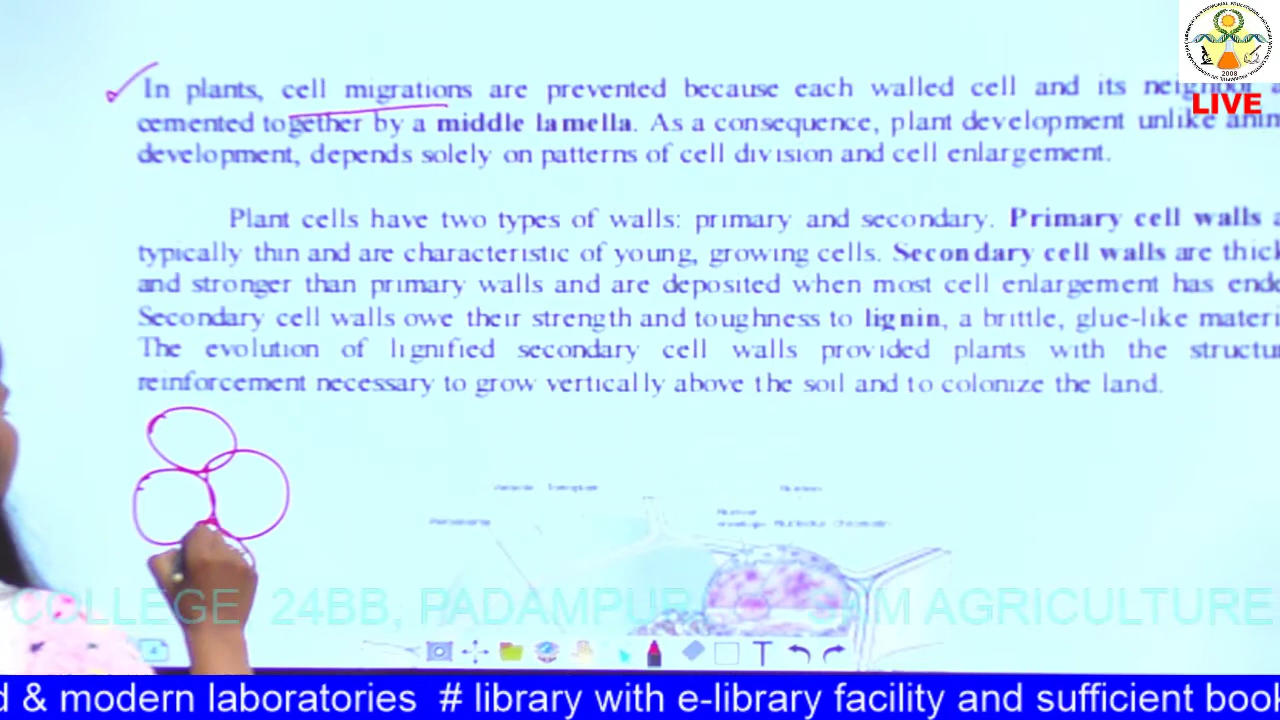 In plants, cell migrations are prevented because each walled cell and its neighbor
LIVE
cemented together by a middle lamella. As a consequence, plant development unlike
development, depends solely on patterns of cell division and cell enlargement.
Plant cells have two types of walls: primary and secondary. Primary cell walls
typically thin and are characteristic of young, growing cells. Secondary cell walls are
and stronger than primary walls and are deposited when most cell enlargement has
Secondary cell walls owe their strength and toughness to lignin, a brittle, glue-like
The evolution of lignified secondary cell walls provided plants with the
reinforcement necessary to grow vertically above the soil and to colonize the land.
2008
COLLEGE 24BB, PADAMPUR AGRICULTURE
T
& modern laboratories # library with e-library facility and sufficient